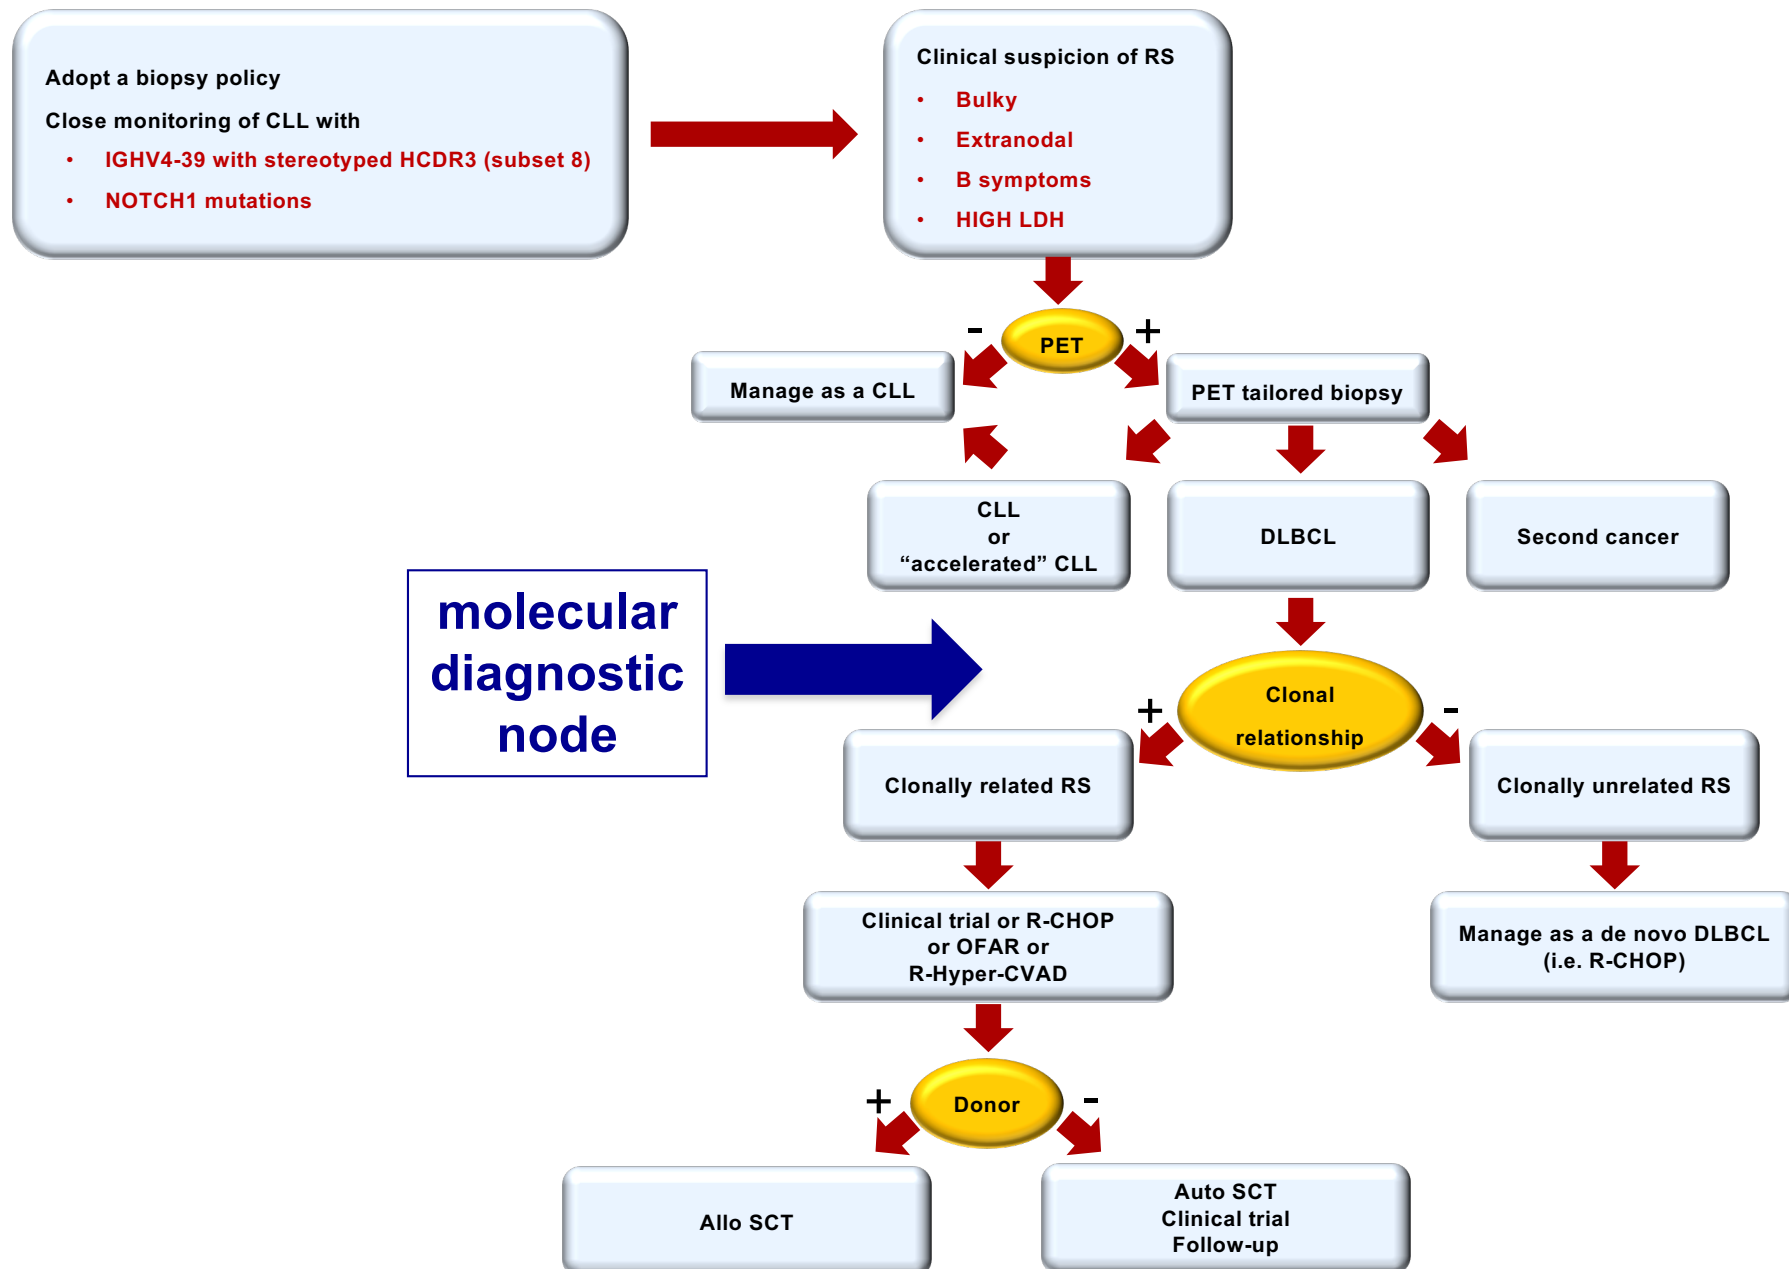 Adopt a biopsy policy
Close monitoring of CLL with
• IGHV4-39 with stereotyped HCDR3 (subset 8)
• NOTCH1 mutations
Clinical suspicion of RS
• Bulky
• Extranodal
• B symptoms
• HIGH LDH
- PET +
Manage as a CLL
PET tailored biopsy
CLL
or
“accelerated” CLL
DLBCL
Second cancer
molecular
diagnostic
node
+ -
Clonal
relationship
Clonally related RS
Clonally unrelated RS
Clinical trial or R-CHOP
or OFAR or
R-Hyper-CVAD
Manage as a de novo DLBCL
(i.e. R-CHOP)
+ Donor -
Allo SCT
Auto SCT
Clinical trial
Follow-up